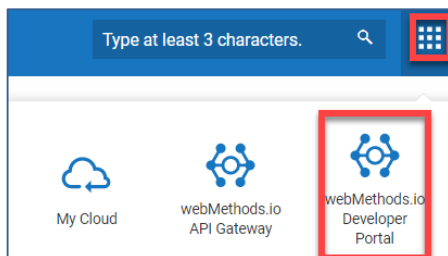 Type at least 3 characters.
My Cloud
webMethods.io
API Gateway
webMethods.io
Developer
Portal